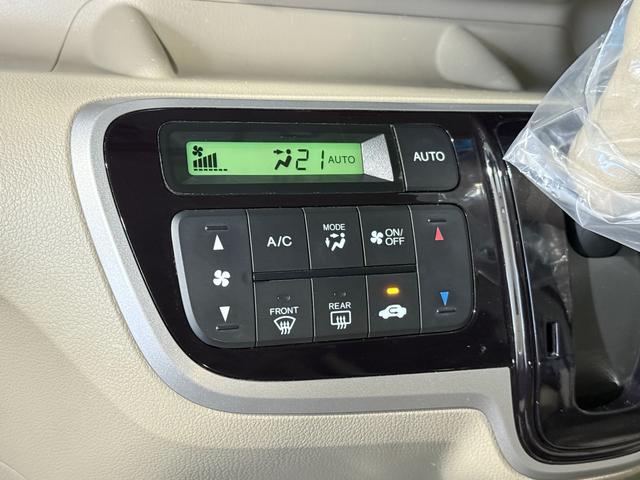 21 AUTO
AUTO
A/C
MODE
ON/
OFF
FRONT
REAR